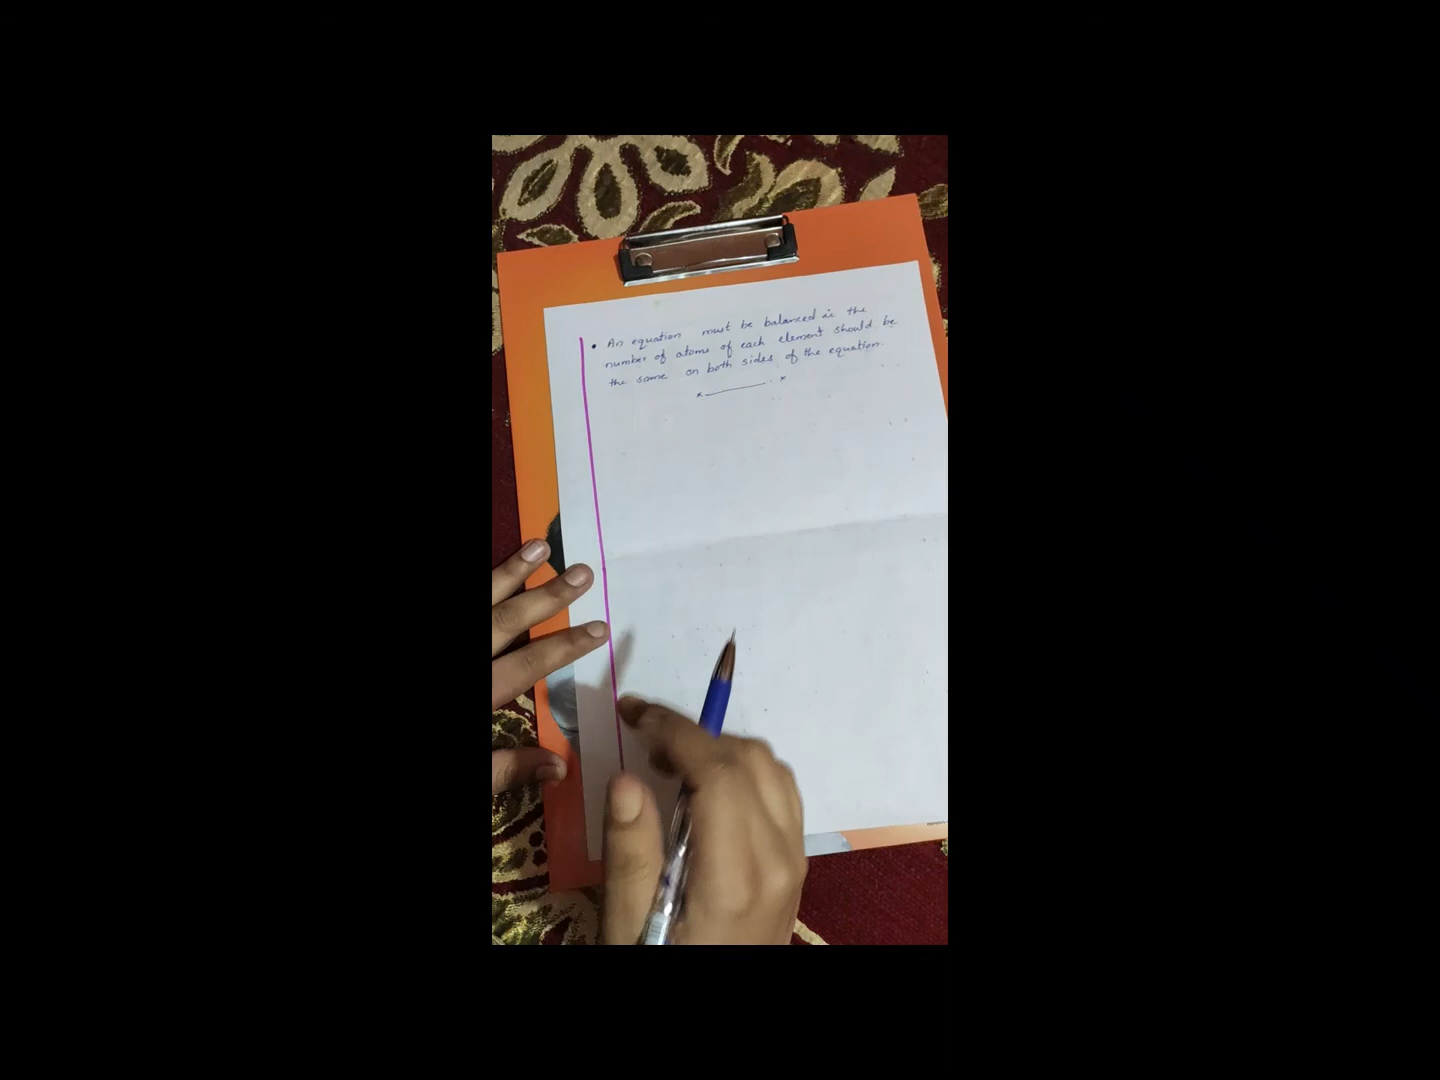 • An equation must be balanced ie the
number of atoms of each element should be
the same on both sides of the equation.
x———x